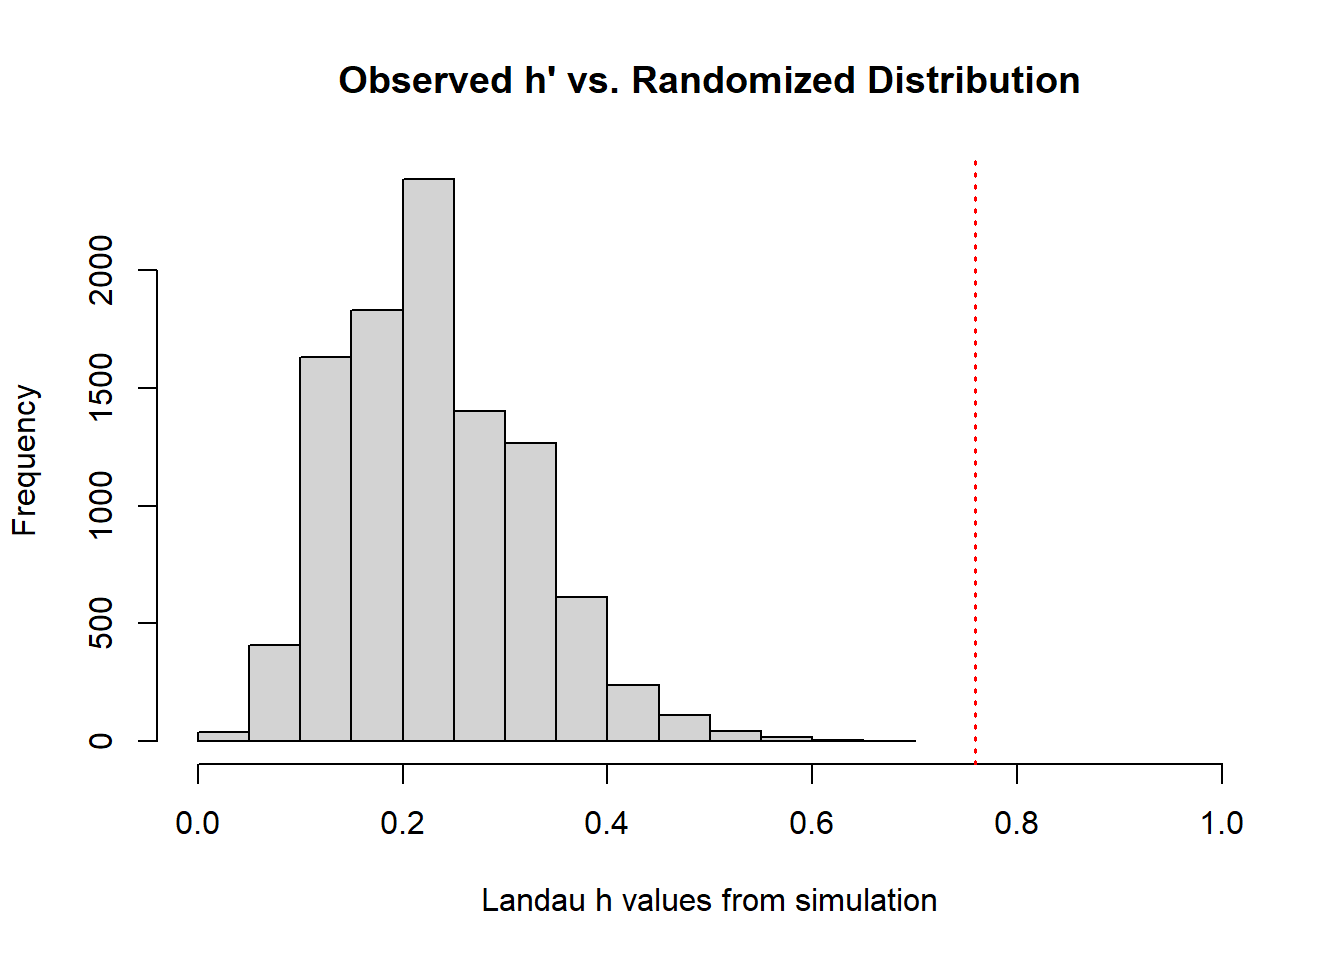 Observed h' vs. Randomized Distribution
Frequency
2000
1500
1000
500
0
0.0 0.2 0.4 0.6 0.8 1.0
Landau h values from simulation